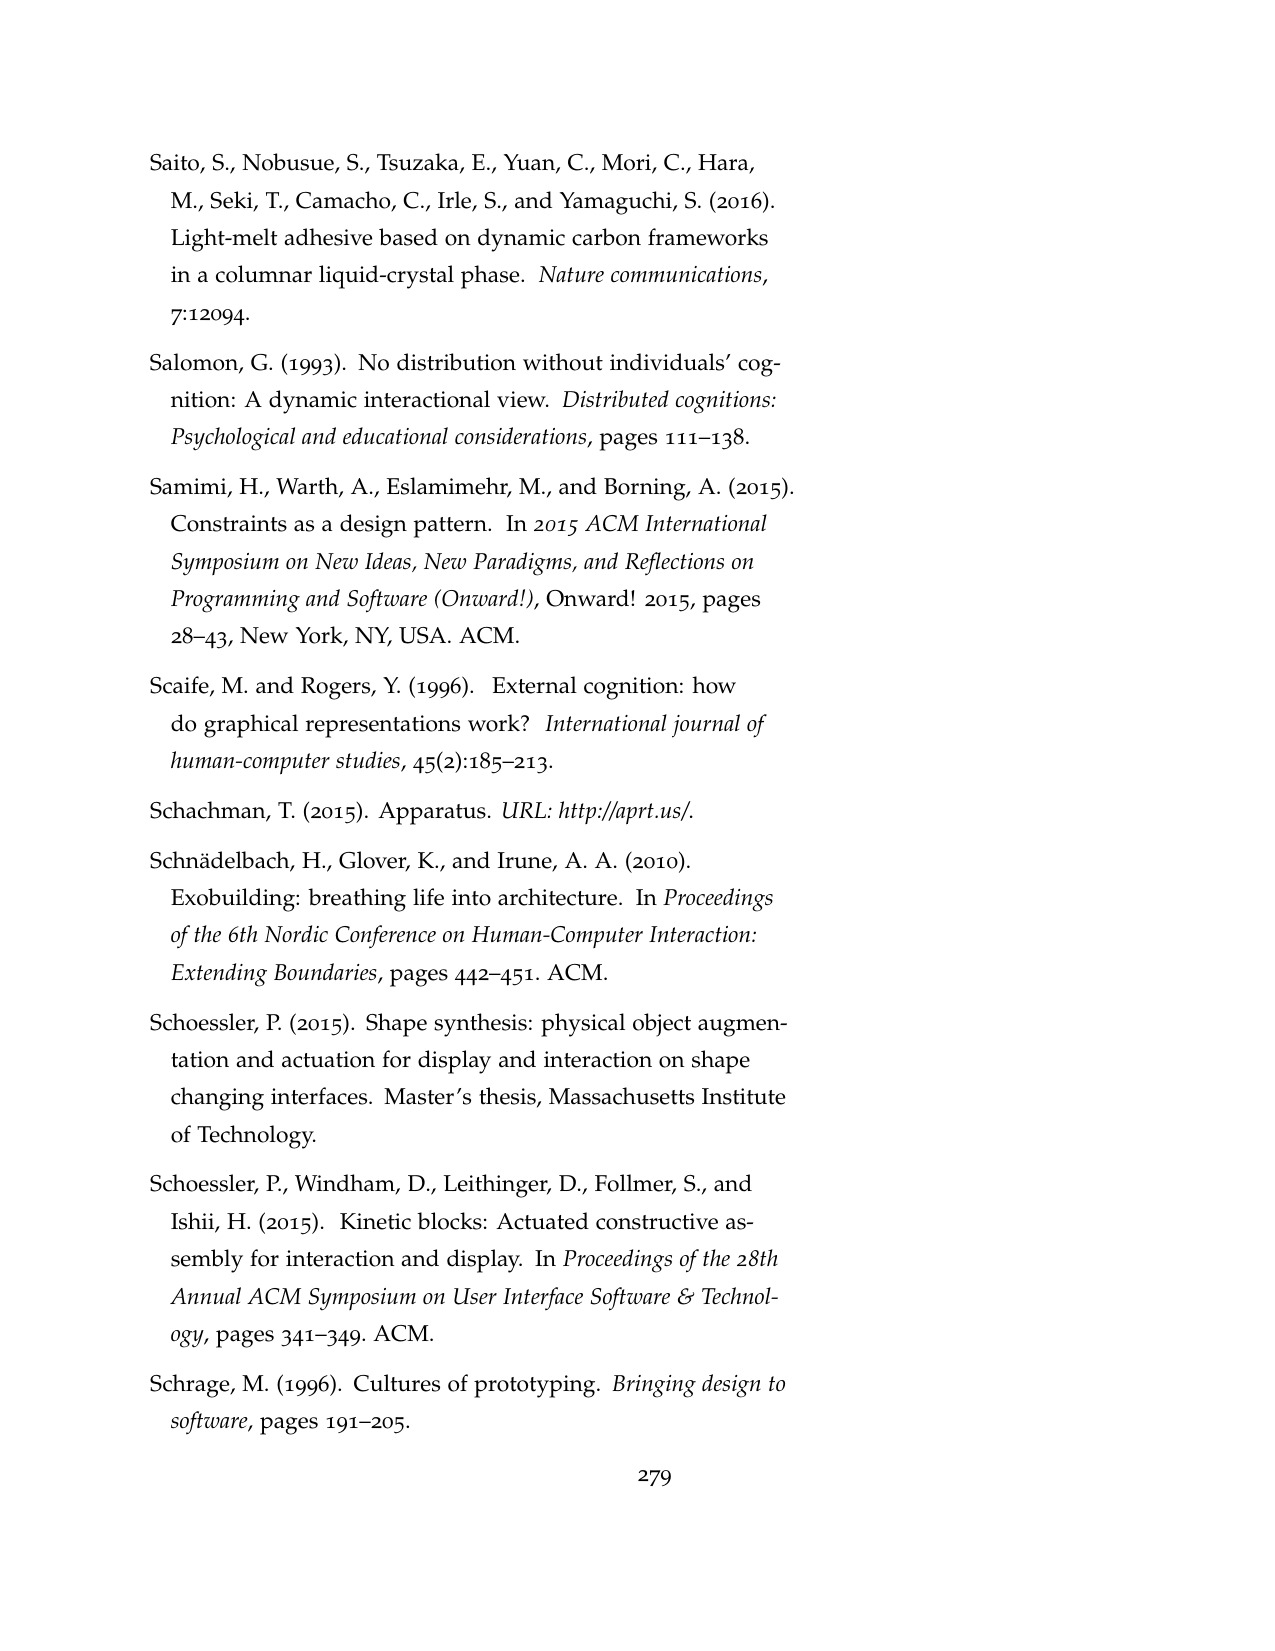 Saito, S., Nobusue, S., Tsuzaka, E., Yuan, C., Mori, C., Hara,
M., Seki, T., Camacho, C., Irle, S., and Yamaguchi, S. (2016).
Light-melt adhesive based on dynamic carbon frameworks
in a columnar liquid-crystal phase. Nature communications,
7:12094.
Salomon, G. (1993). No distribution without individuals’ cog-
nition: A dynamic interactional view. Distributed cognitions:
Psychological and educational considerations, pages 111–138.
Samimi, H., Warth, A., Eslamimehr, M., and Borning, A. (2015).
Constraints as a design pattern. In 2015 ACM International
Symposium on New Ideas, New Paradigms, and Reflections on
Programming and Software (Onward!), Onward! 2015, pages
28–43, New York, NY, USA. ACM.
Scaife, M. and Rogers, Y. (1996). External cognition: how
do graphical representations work? International journal of
human-computer studies, 45(2):185–213.
Schachman, T. (2015). Apparatus. URL: http://aprt.us/.
Schnädelbach, H., Glover, K., and Irune, A. A. (2010).
Exobuilding: breathing life into architecture. In Proceedings
of the 6th Nordic Conference on Human-Computer Interaction:
Extending Boundaries, pages 442–451. ACM.
Schoessler, P. (2015). Shape synthesis: physical object augmen-
tation and actuation for display and interaction on shape
changing interfaces. Master’s thesis, Massachusetts Institute
of Technology.
Schoessler, P., Windham, D., Leithinger, D., Follmer, S., and
Ishii, H. (2015). Kinetic blocks: Actuated constructive as-
sembly for interaction and display. In Proceedings of the 28th
Annual ACM Symposium on User Interface Software & Technol-
ogy, pages 341–349. ACM.
Schrage, M. (1996). Cultures of prototyping. Bringing design to
software, pages 191–205.
279